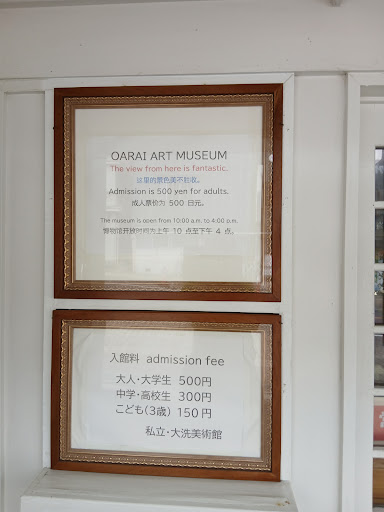 OARAI ART MUSEUM
The view from here is fantastic.
这里的景色美不胜收。
Admission is 500 yen for adults.
成人票价为 500 日元。
The museum is open from 10:00 a.m. to 4:00 p.m.
博物馆开放时间为上午 10 点至下午 4 点。
入館料 admission fee
大人・大学生 500円
中学・高校生 300円
こども(3歳) 150円
私立・大洗美術館